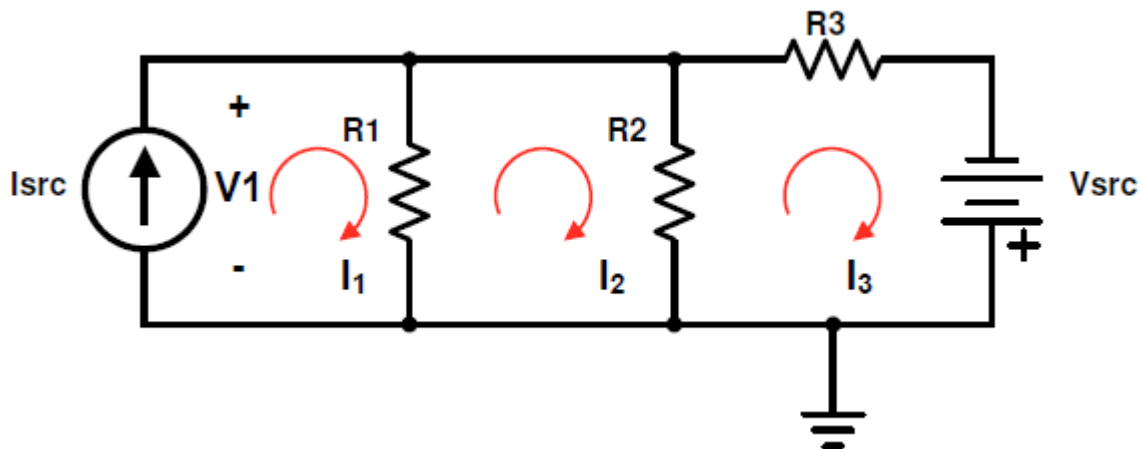 R3
+
R1
R2
Isrc
V1
Vsrc
+
-
I1
I2
I3